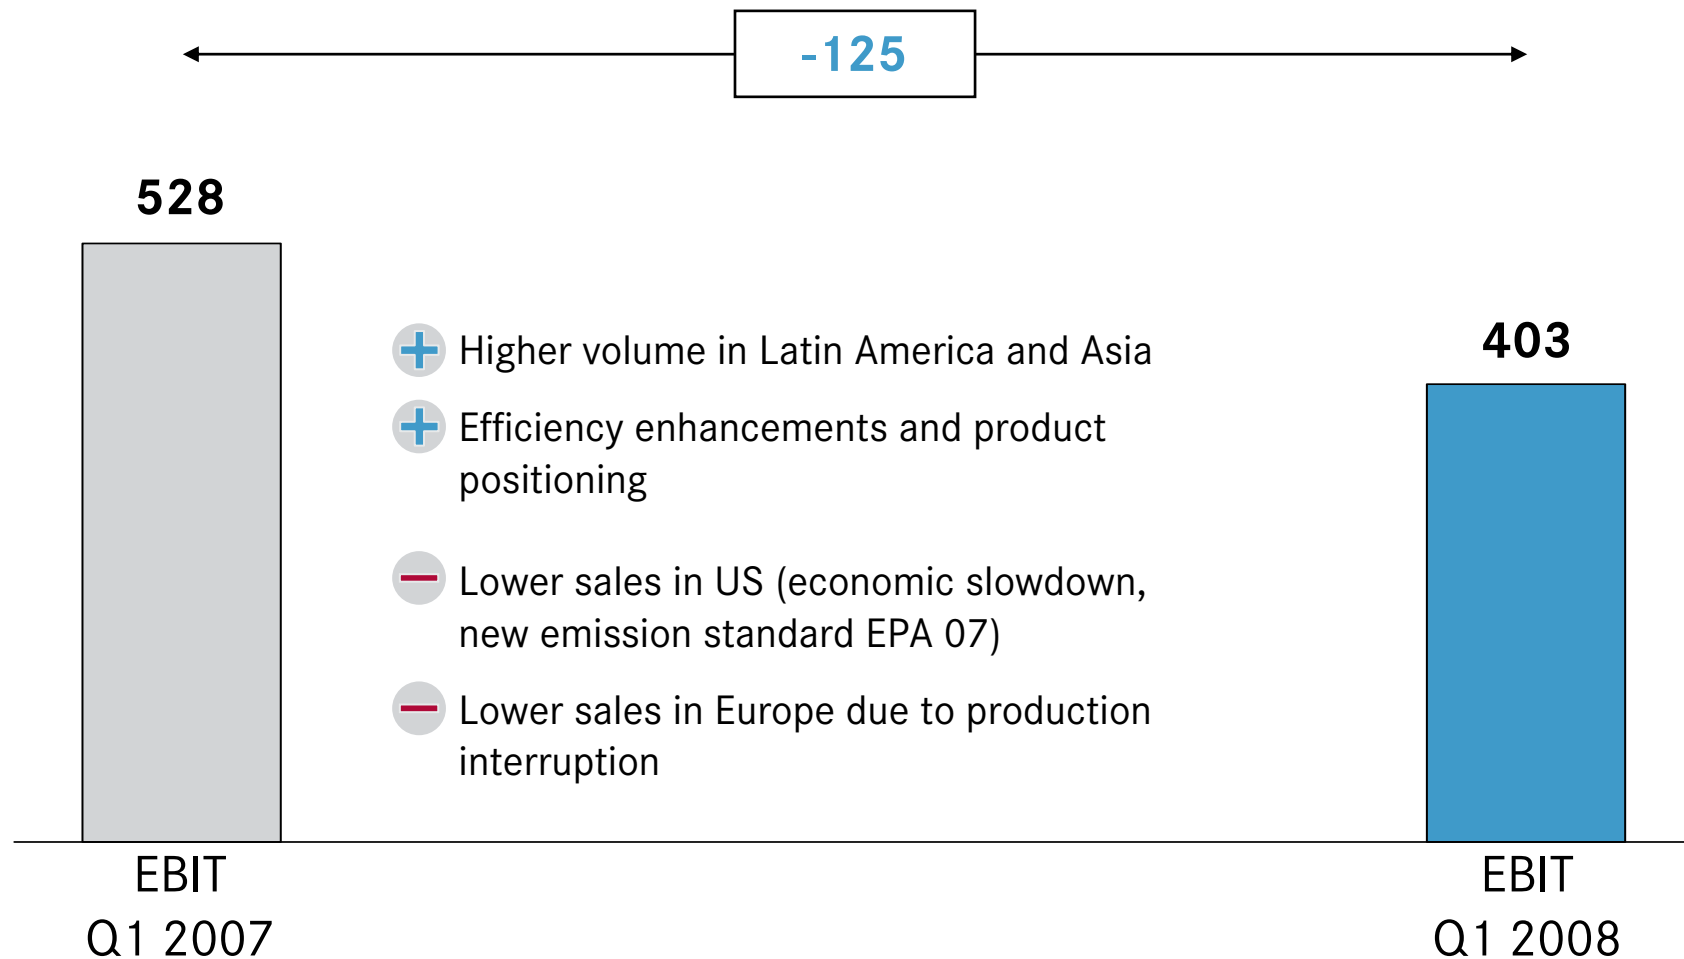 -125
528
403
Higher volume in Latin America and Asia
Efficiency enhancements and product
positioning
Lower sales in US (economic slowdown,
new emission standard EPA 07)
Lower sales in Europe due to production
interruption
EBIT
Q1 2007
EBIT
Q1 2008